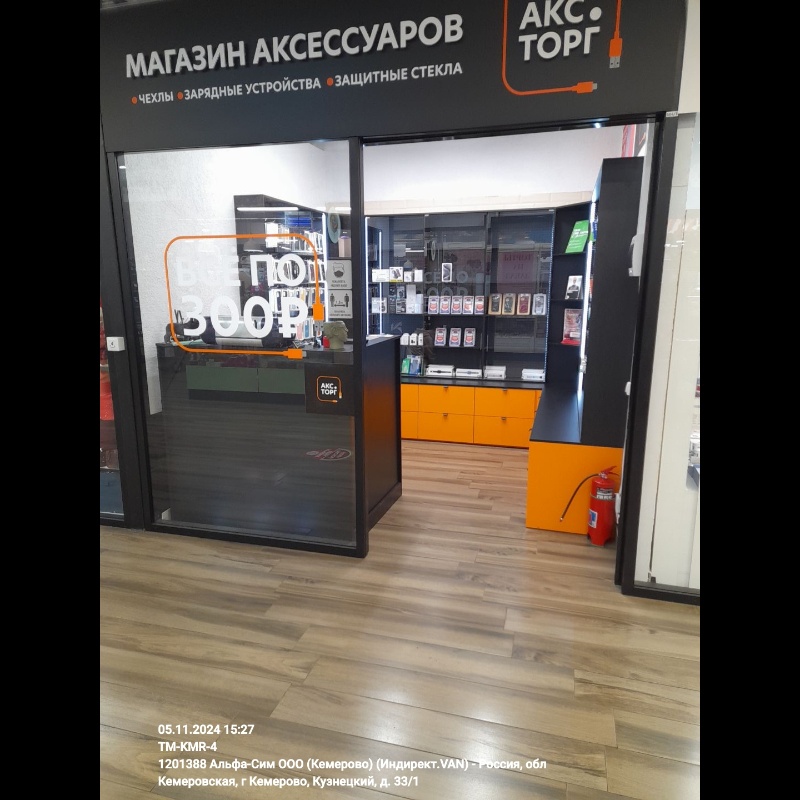 АКС.
ТОРГ
МАГАЗИН АКСЕССУАРОВ
•ЧЕХЛЫ •ЗАРЯДНЫЕ УСТРОЙСТВА •ЗАЩИТНЫЕ СТЕКЛА
ВСЕ ПО
300₽
АКС.
ТОРГ
05.11.2024 15:27
TM-KMR-4
1201388 Альфа-Сим ООО (Кемерово) (Индирект.VAN) - Россия, обл
Кемеровская, г Кемерово, Кузнецкий, д. 33/1